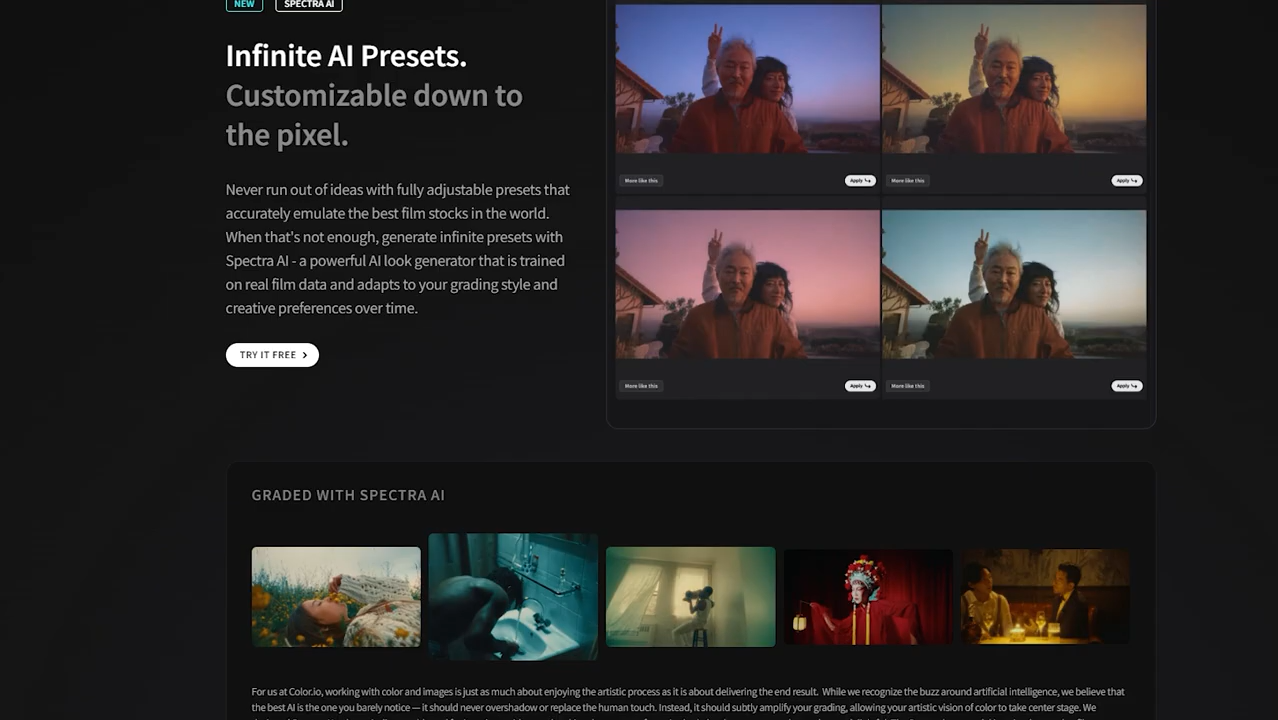 NEW SPECTRA AI
Infinite AI Presets.
Customizable down to
the pixel.
Never run out of ideas with fully adjustable presets that
accurately emulate the best film stocks in the world.
When that's not enough, generate infinite presets with
Spectra AI - a powerful AI look generator that is trained
on real film data and adapts to your grading style and
creative preferences over time.
TRY IT FREE
More like this Apply More like this Apply
More like this Apply More like this Apply
GRADED WITH SPECTRA AI
For us at Color.io, working with color and images is just as much about enjoying the artistic process as it is about delivering the end result. While we recognize the buzz around artificial intelligence, we believe that
the best AI is the one you barely notice — it should never overshadow or replace the human touch. Instead, it should subtly amplify your grading, allowing your artistic vision of color to take center stage. We